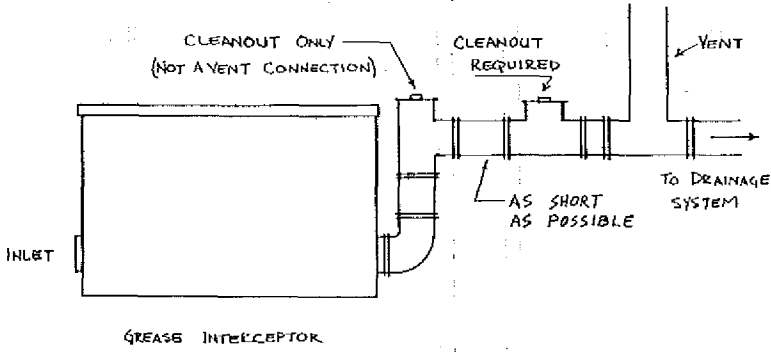 CLEANOUT ONLY
(NOT A VENT CONNECTION)
CLEANOUT
REQUIRED
VENT
AS SHORT
AS POSSIBLE
TO DRAINAGE
SYSTEM
INLET
GREASE INTERCEPTOR